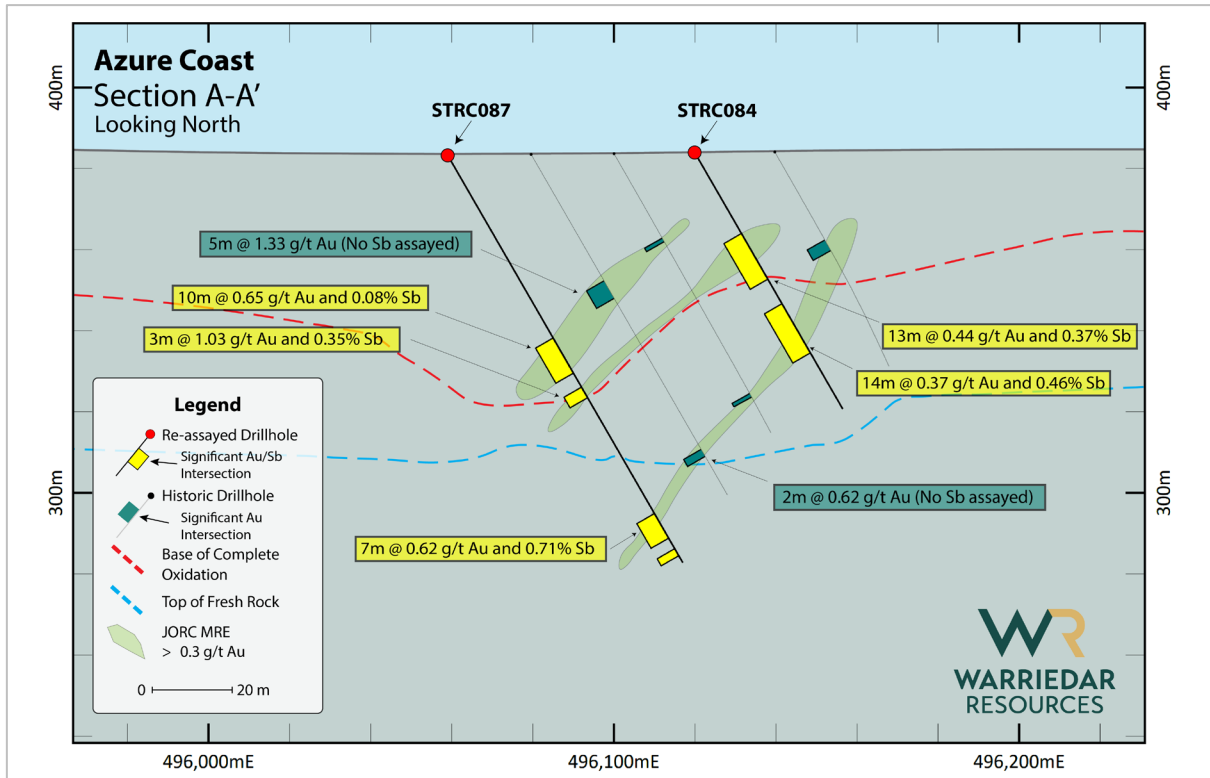 Azure Coast
Section A-A'
Looking North
400m
400m
STRC087
STRC084
5m @ 1.33 g/t Au (No Sb assayed)
10m @ 0.65 g/t Au and 0.08% Sb
3m @ 1.03 g/t Au and 0.35% Sb
13m @ 0.44 g/t Au and 0.37% Sb
14m @ 0.37 g/t Au and 0.46% Sb
Legend
Re-assayed Drillhole
Significant Au/Sb
Intersection
Historic Drillhole
Significant Au
Intersection
Base of Complete
Oxidation
Top of Fresh Rock
JORC MRE
> 0.3 g/t Au
0 20 m
300m
300m
2m @ 0.62 g/t Au (No Sb assayed)
7m @ 0.62 g/t Au and 0.71% Sb
WR
WARRIEDAR
RESOURCES
496,000mE
496,100mE
496,200mE